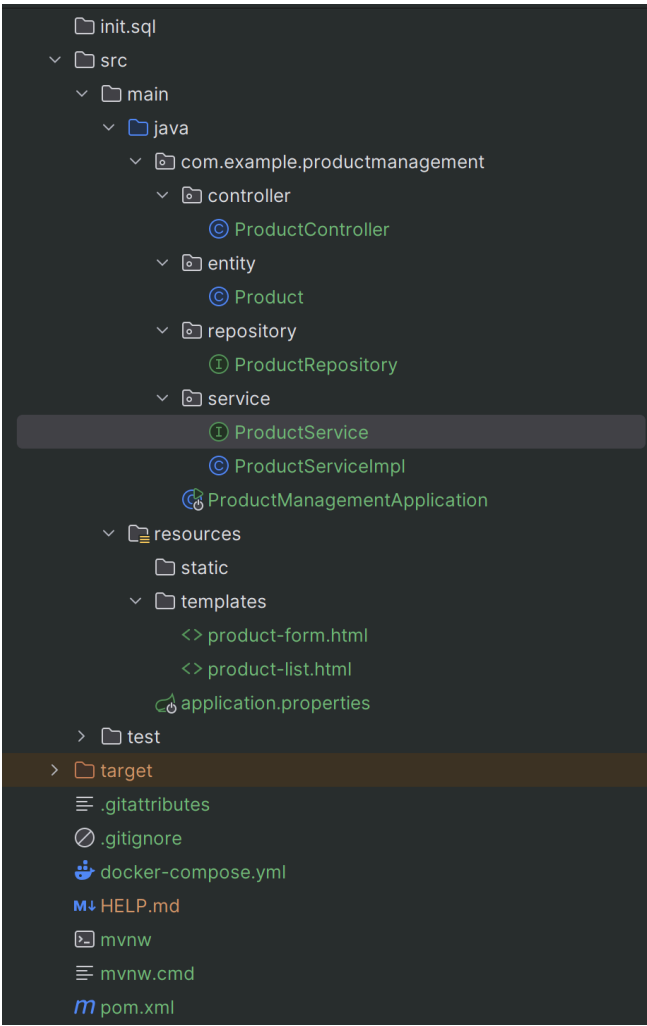 init.sql
src
main
java
com.example.productmanagement
controller
C ProductController
entity
C Product
repository
I ProductRepository
service
I ProductService
C ProductServiceImpl
ProductManagementApplication
resources
static
templates
<> product-form.html
<> product-list.html
application.properties
test
target
.gitattributes
.gitignore
docker-compose.yml
M↓ HELP.md
mvnw
mvnw.cmd
m pom.xml